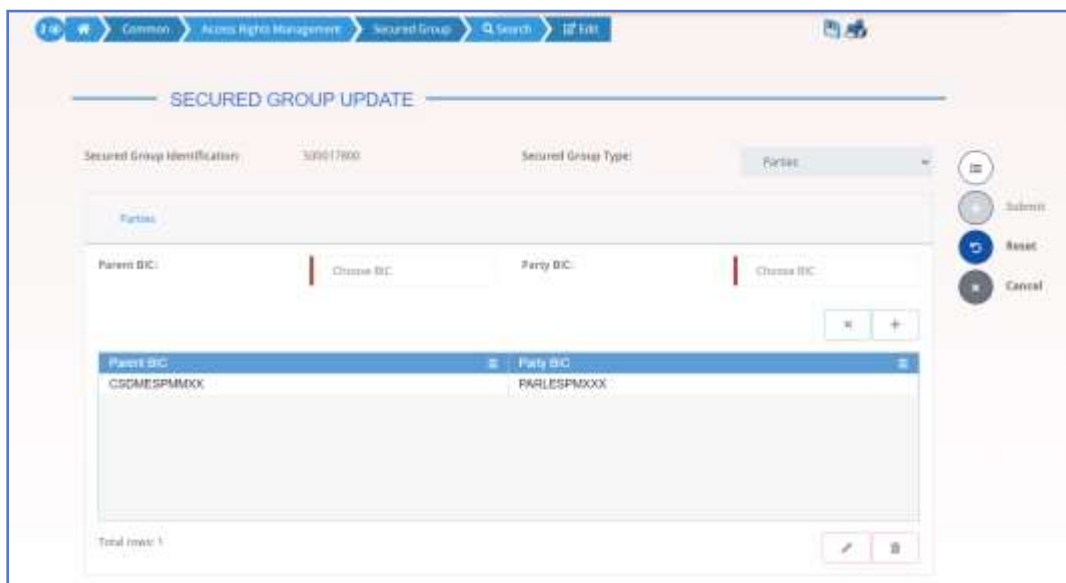 Common Access Rights Management Secured Group Search Edit
SECURED GROUP UPDATE
Secured Group Identification: Secured Group Type: Parties
Submit
Parties
Reset
Parent BIC: Choose BIC Party BIC: Choose BIC
Cancel
Parent BIC Party BIC
CSDMESPMMXX PARLESPMXXX
Total rows: 1